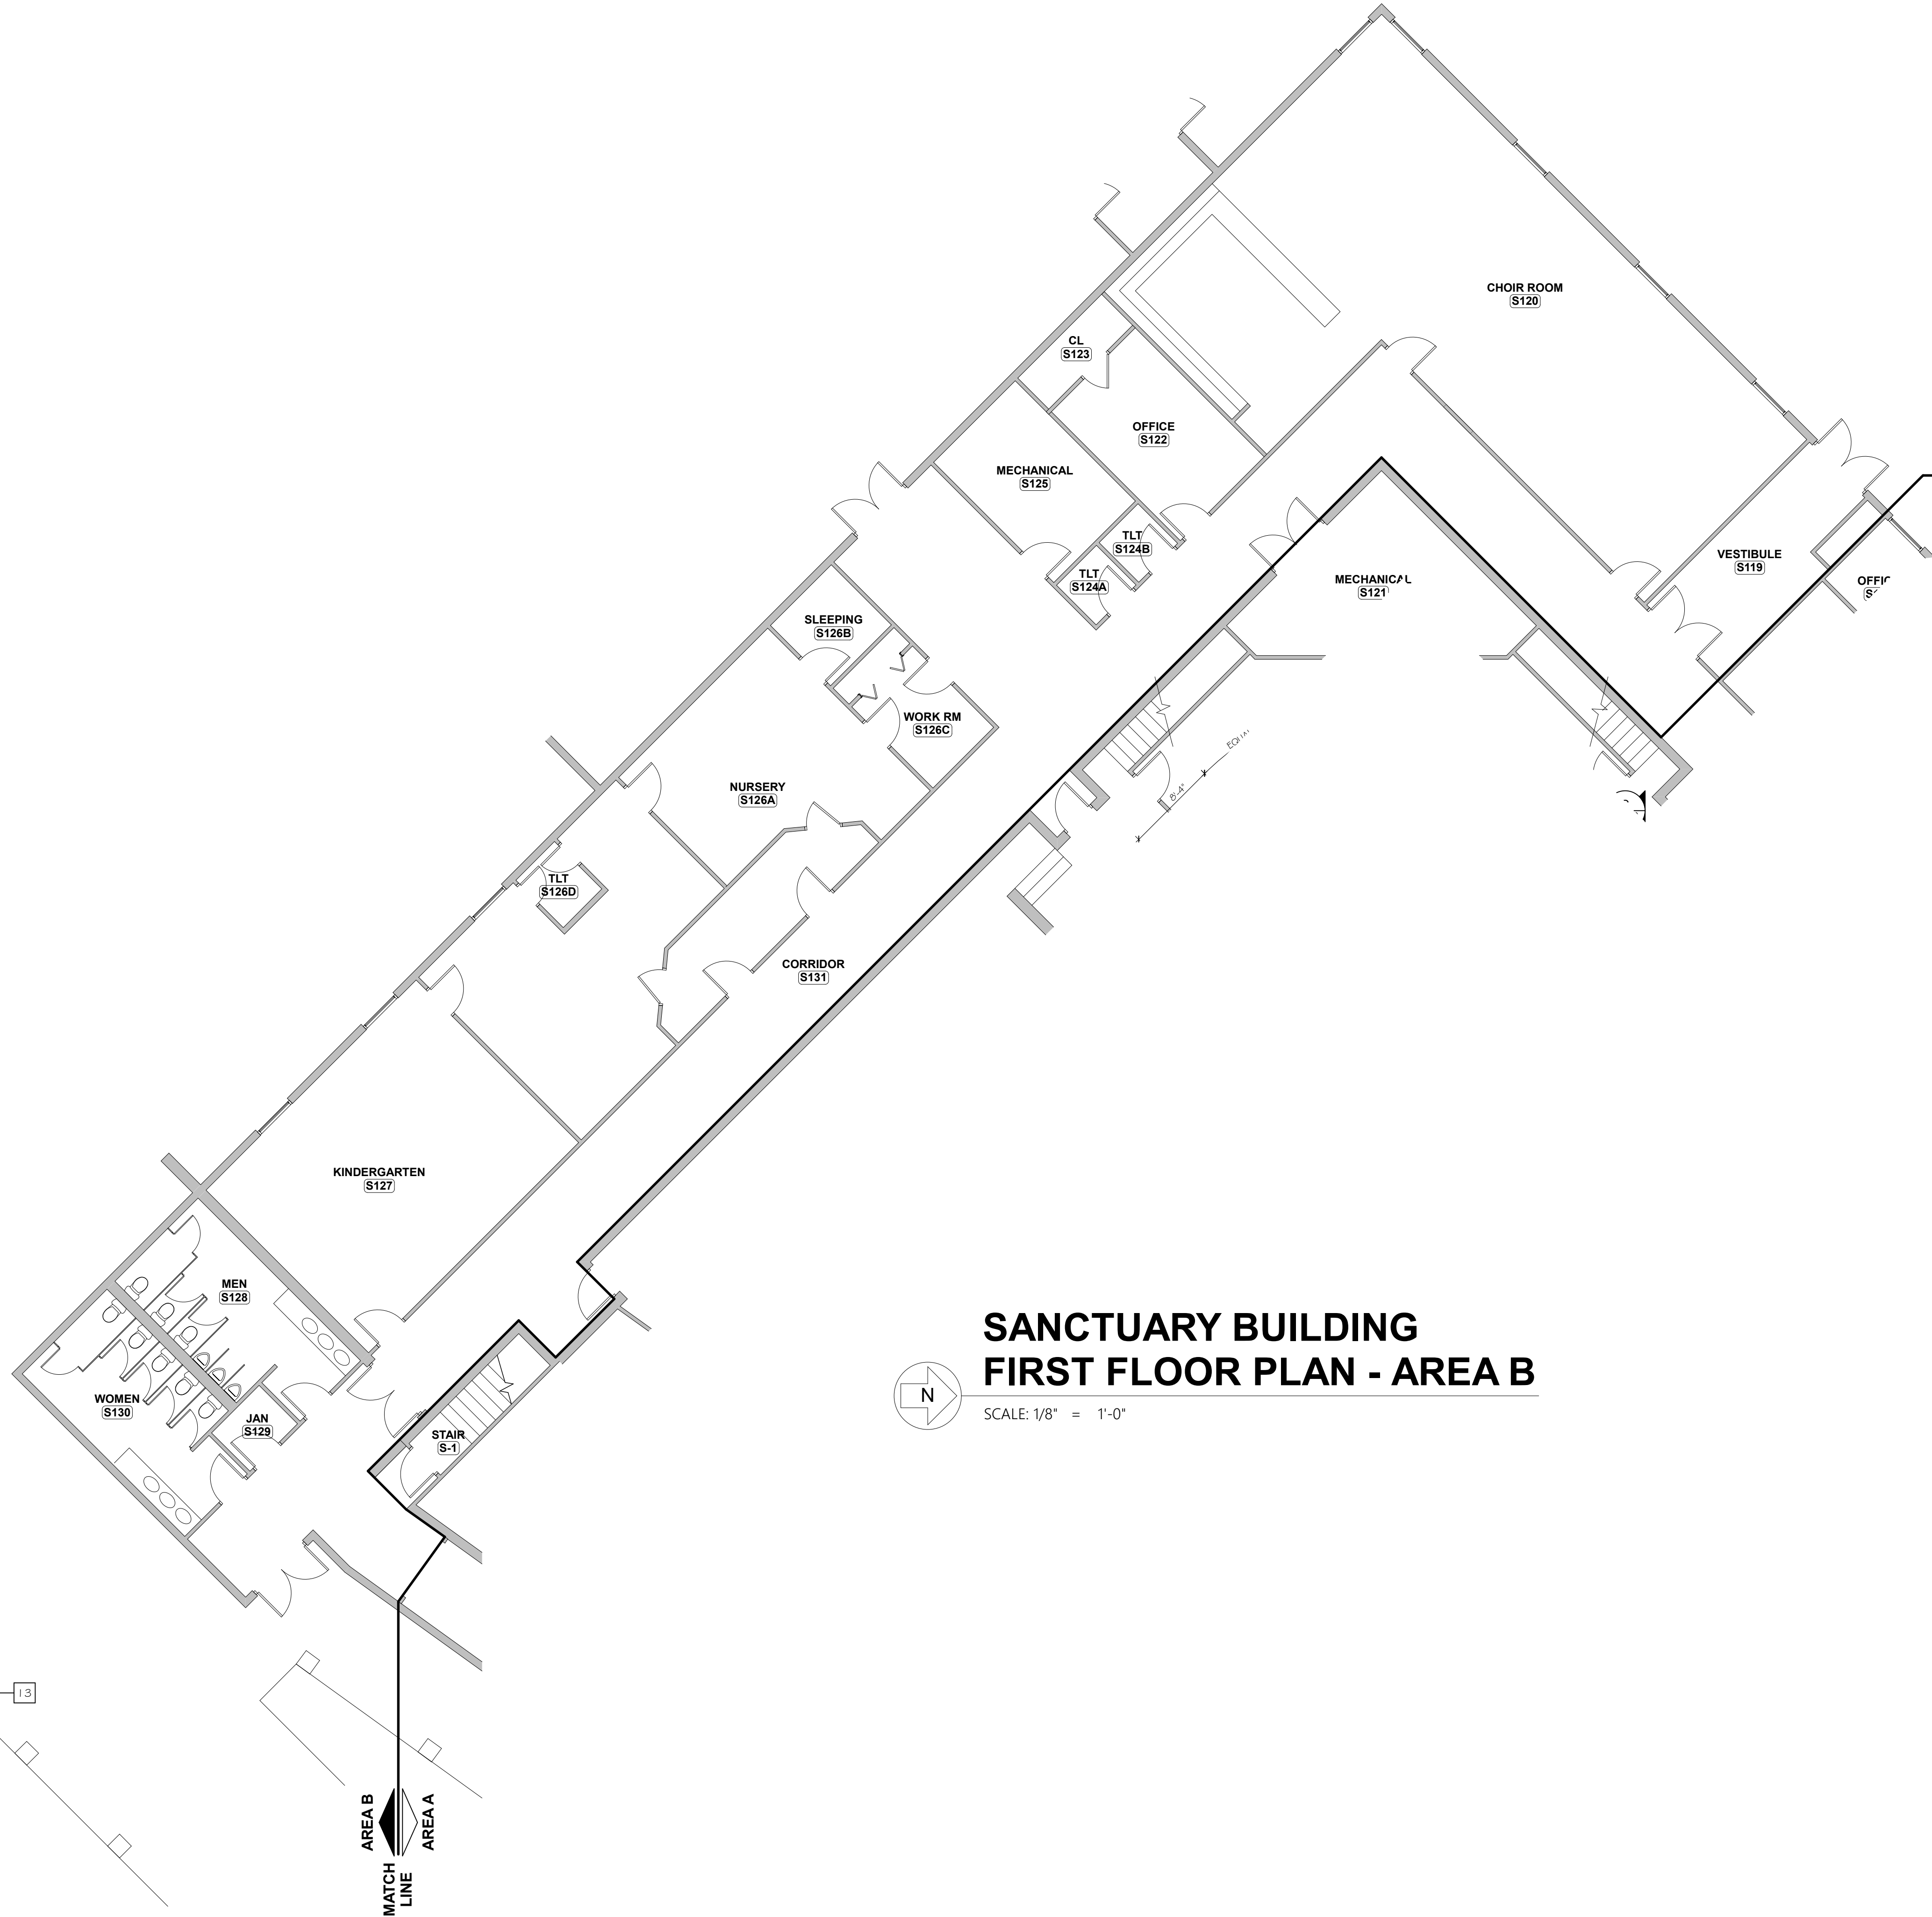 CHOIR ROOM
S120
CL
S123
OFFICE
S122
MECHANICAL
S125
TLT
S124B
TLT
S124A
MECHANICAL
S121
VESTIBULE
S119
SLEEPING
S126B
WORK RM
S126C
NURSERY
S126A
8'-4"
TLT
S126D
CORRIDOR
S131
KINDERGARTEN
S127
MEN
S128
WOMEN
S130
JAN
S129
STAIR
S-1
SANCTUARY BUILDING
FIRST FLOOR PLAN - AREA B
N
SCALE: 1/8" = 1'-0"
13
AREA B
AREA A
MATCH
LINE